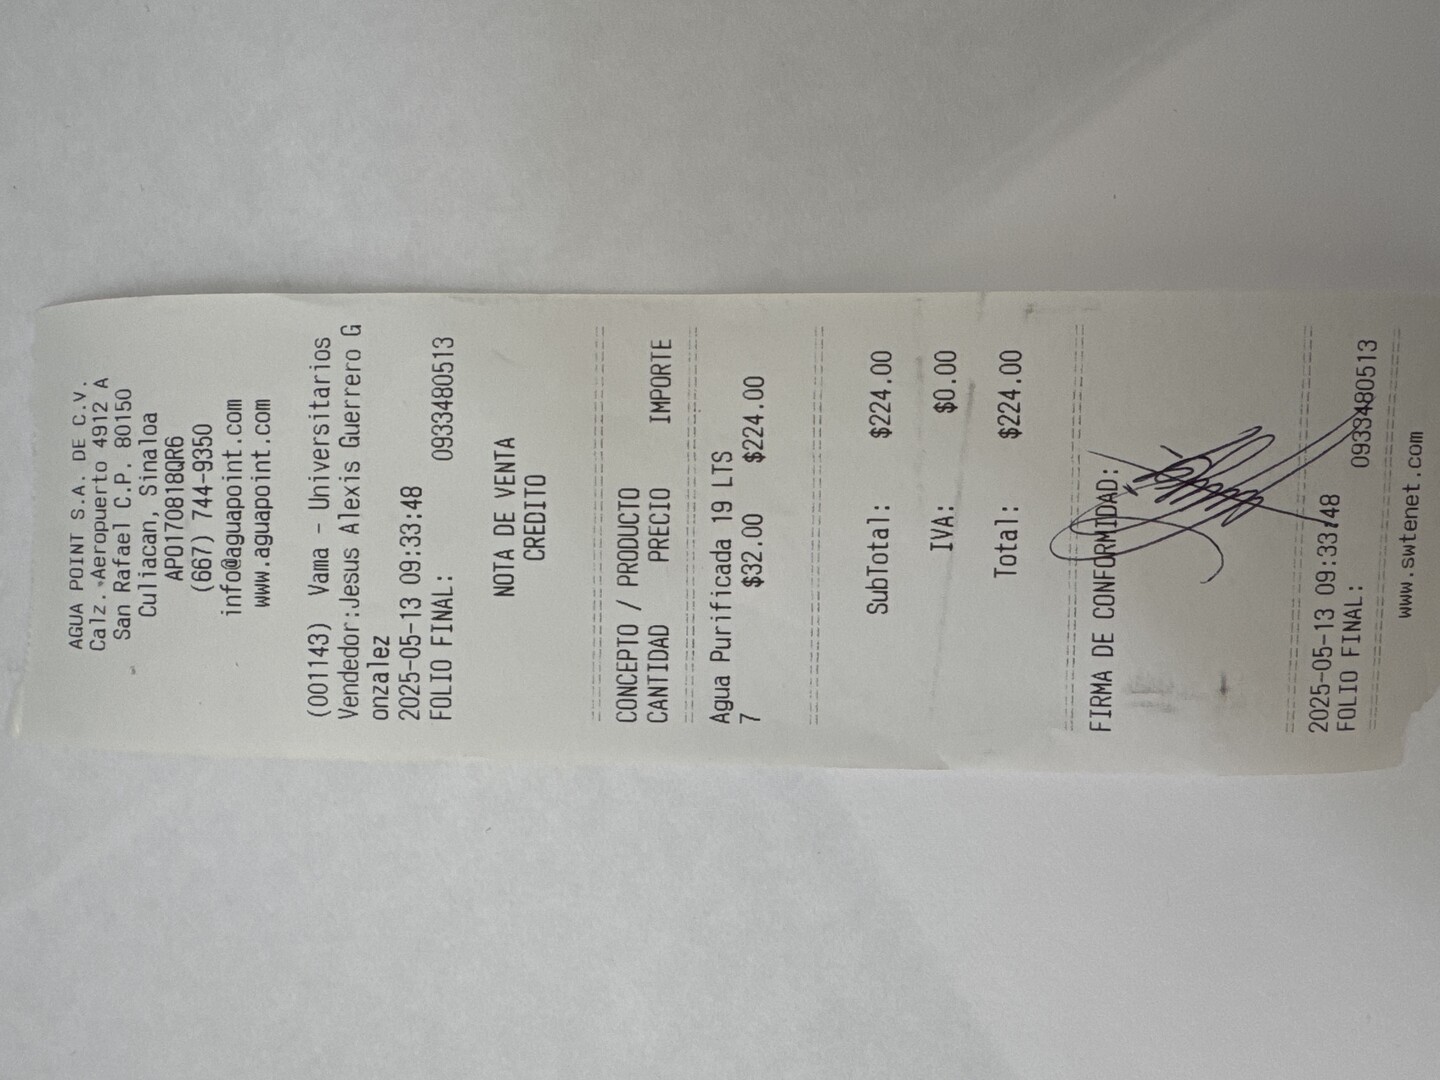 AGUA POINT S.A. DE C.V.
Calz. Aeropuerto 4912 A
San Rafael C.P. 80150
Culiacan, Sinaloa
APO170818QR6
(667) 744-9350
info@aguapoint.com
www.aguapoint.com
(001143) Vama - Universitarios
Vendedor:Jesus Alexis Guerrero G
onzalez
2025-05-13 09:33:48
FOLIO FINAL: 0933480513
NOTA DE VENTA
CREDITO
CONCEPTO / PRODUCTO
CANTIDAD PRECIO IMPORTE
Agua Purificada 19 LTS
7 $32.00 $224.00
SubTotal: $224.00
IVA: $0.00
Total: $224.00
FIRMA DE CONFORMIDAD:
2025-05-13 09:33:48
FOLIO FINAL: 0933480513
www.swtenet.com